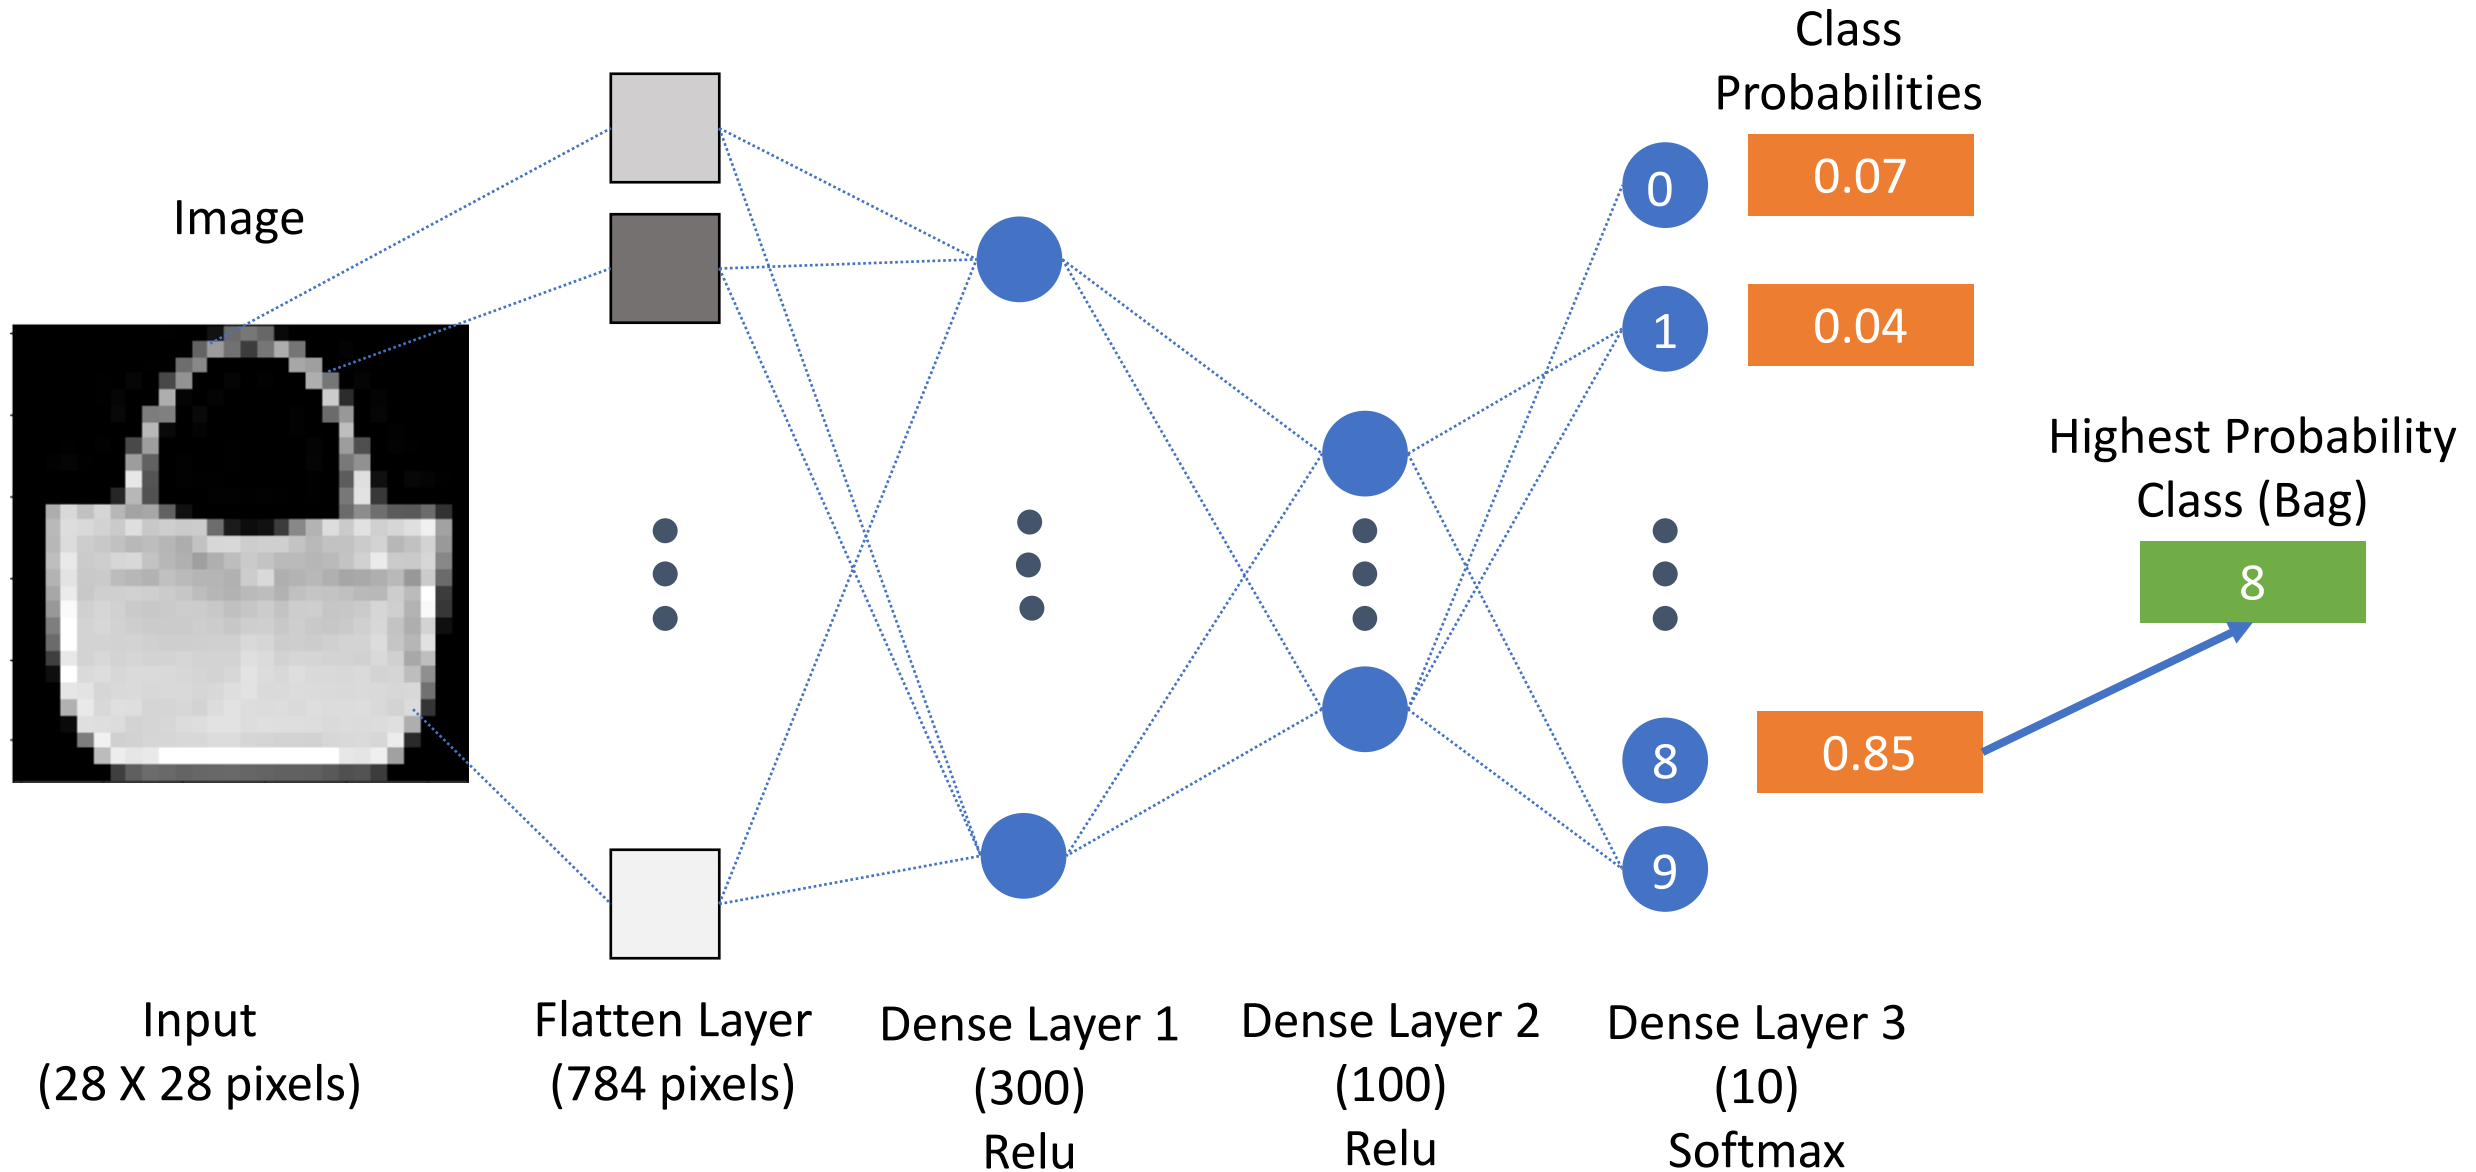 Class
Probabilities
0
0.07
Image
1
0.04
Highest Probability
Class (Bag)
8
8
0.85
9
Input
(28 X 28 pixels)
Flatten Layer
(784 pixels)
Dense Layer 1
(300)
Relu
Dense Layer 2
(100)
Relu
Dense Layer 3
(10)
Softmax